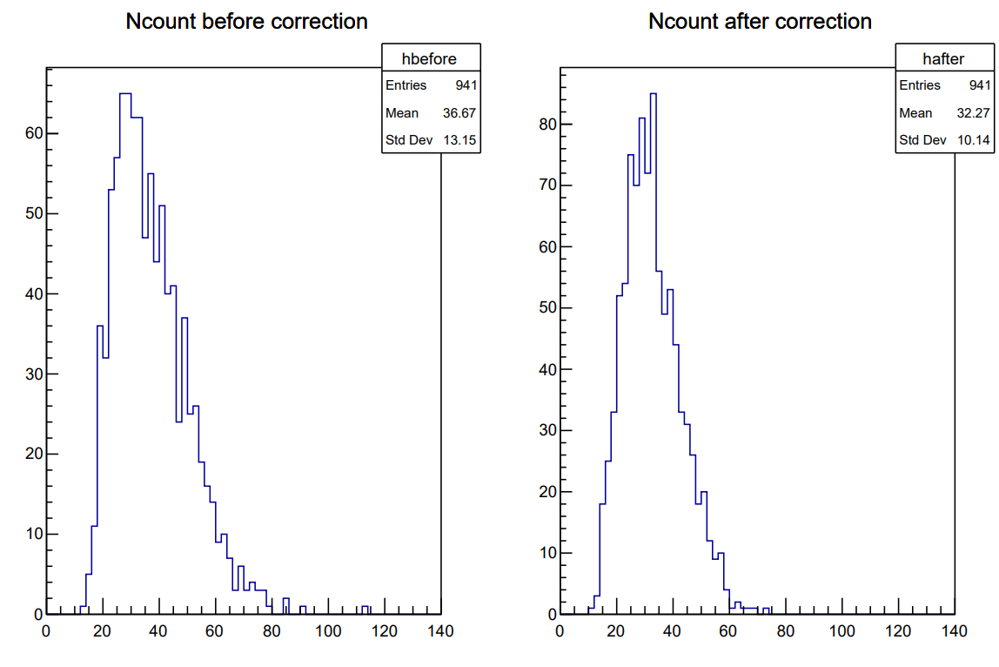 Ncount before correction
hbefore
Entries 941
Mean 36.67
Std Dev 13.15
60
50
40
30
20
10
0
0 20 40 60 80 100 120 140
Ncount after correction
hafter
Entries 941
Mean 32.27
Std Dev 10.14
80
70
60
50
40
30
20
10
0
0 20 40 60 80 100 120 140